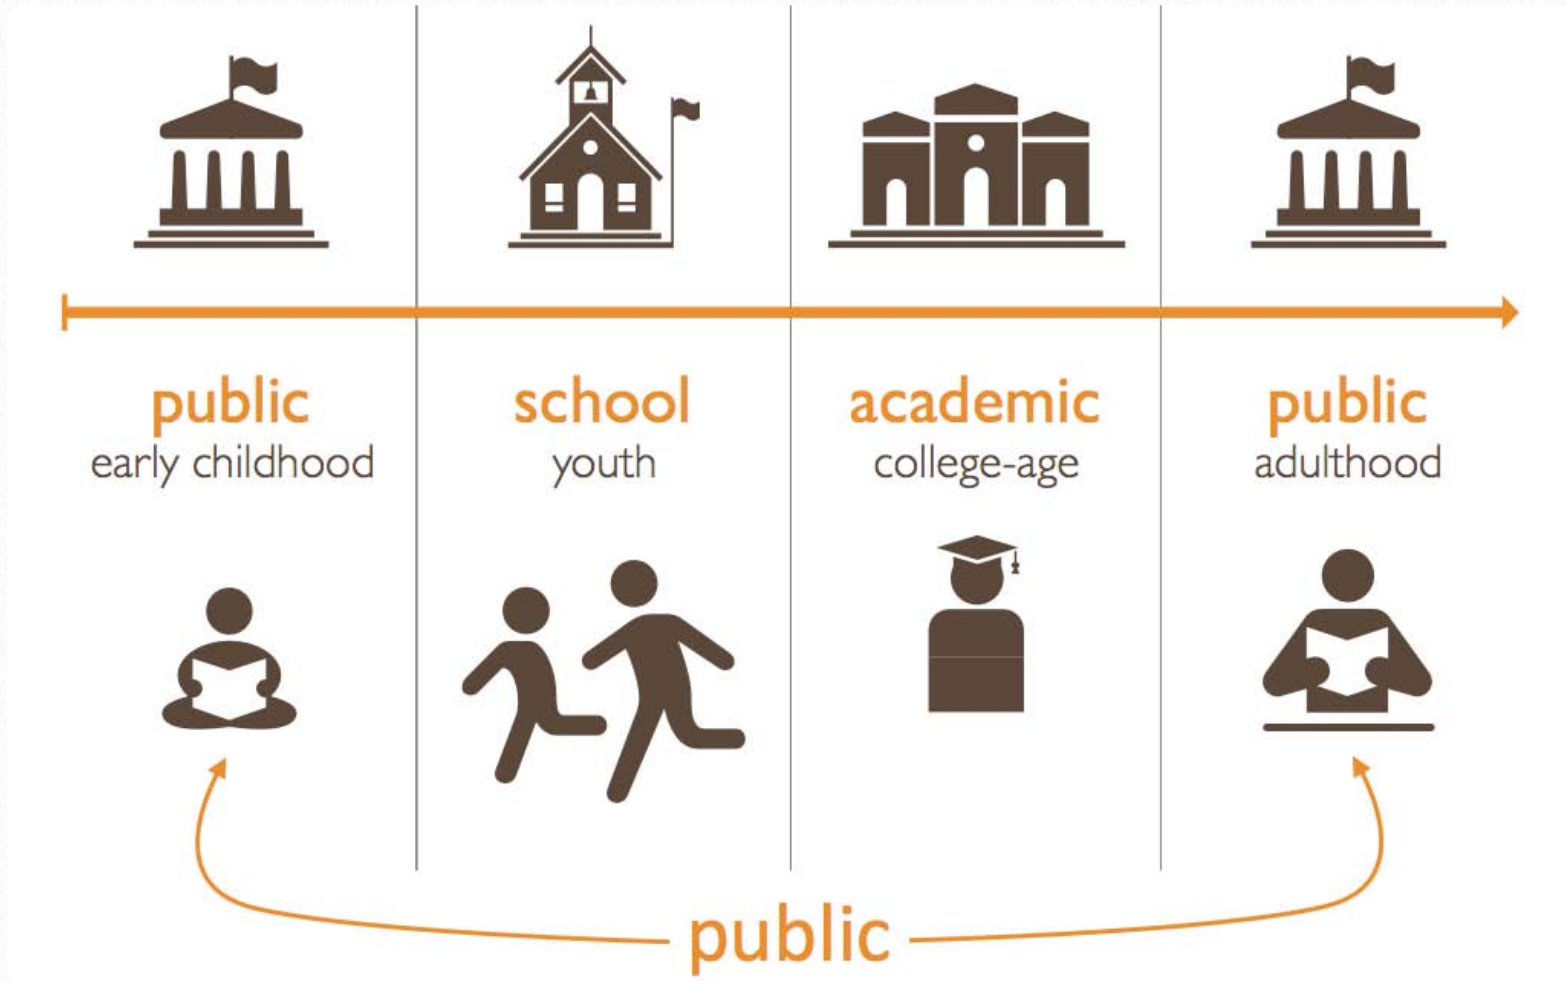 public
early childhood
school
youth
academic
college-age
public
adulthood
public